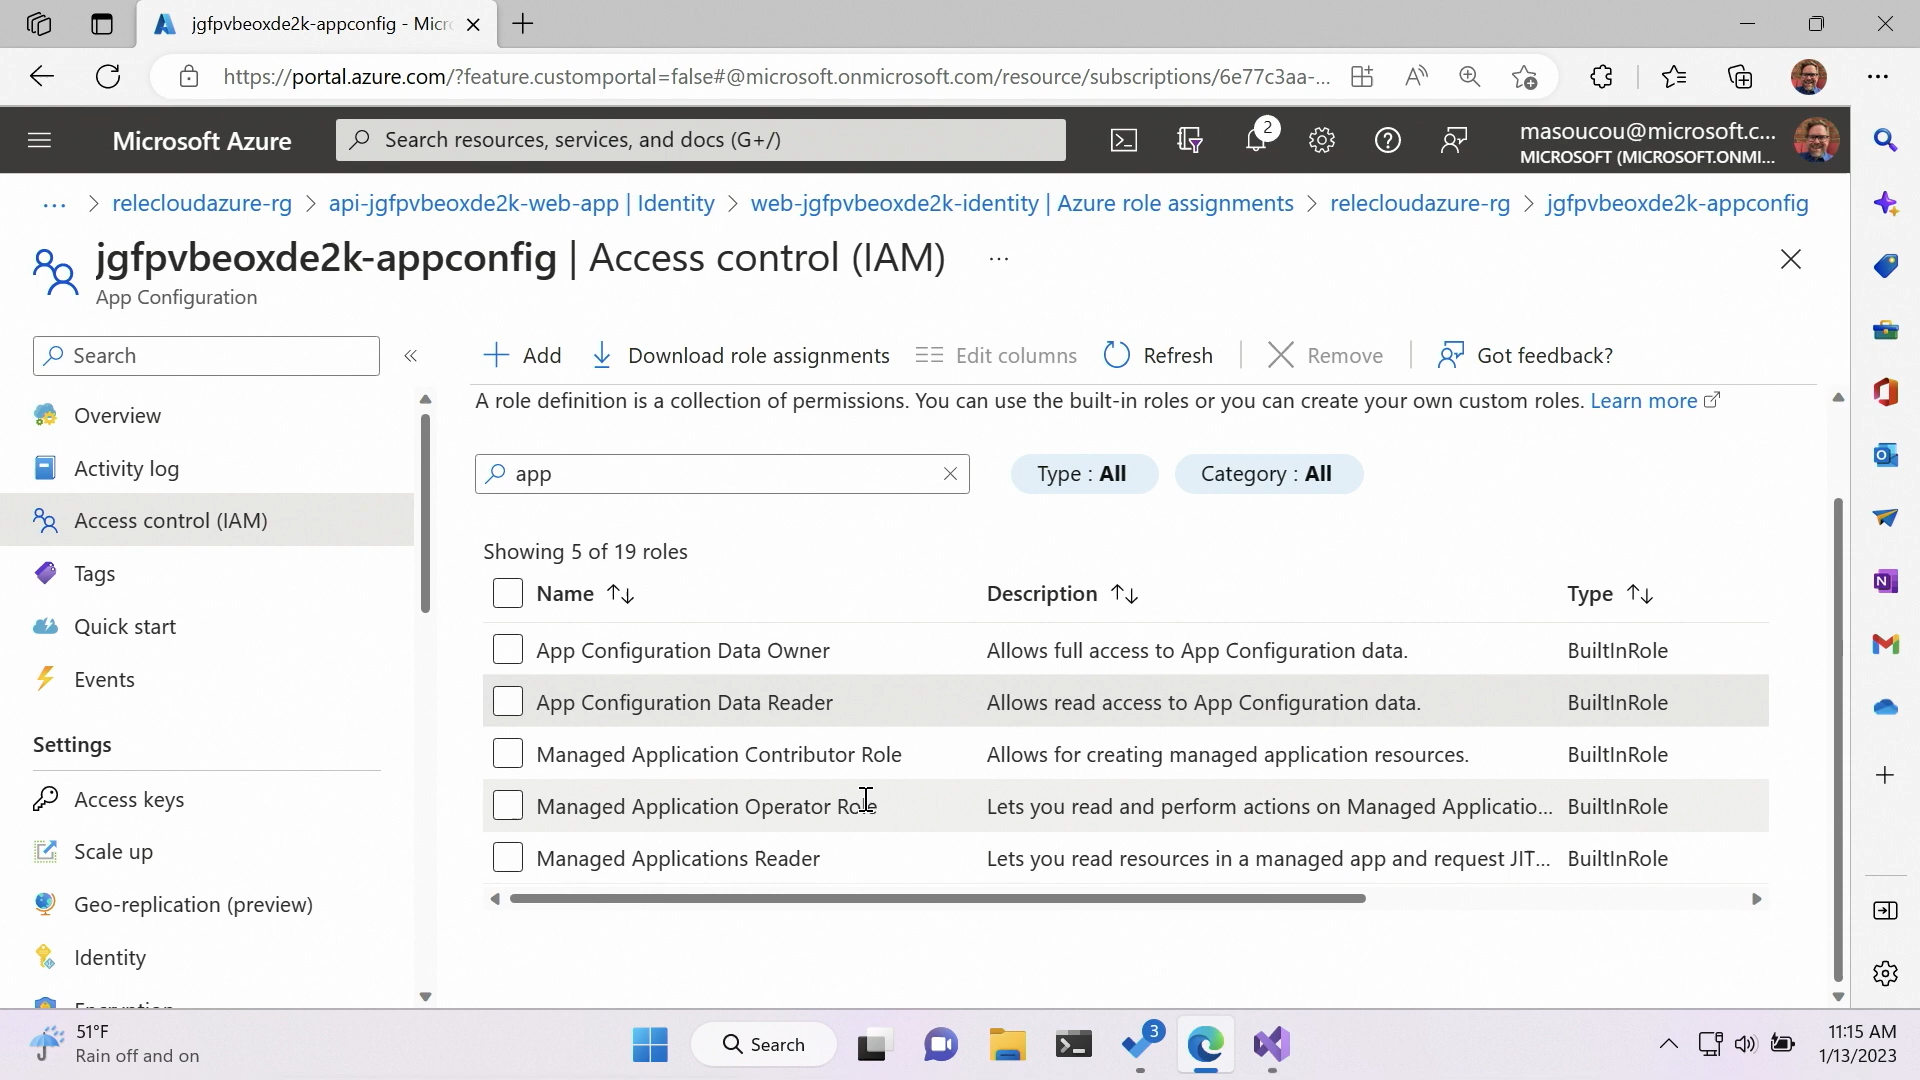 jgfpvbeoxde2k-appconfig - Micr
https://portal.azure.com/?feature.customportal=false#@microsoft.onmicrosoft.com/resource/subscriptions/6e77c3aa-...
Microsoft Azure
Search resources, services, and docs (G+/)
2
masoucou@microsoft.c...
MICROSOFT (MICROSOFT.ONMI...
... > relecloudazure-rg > api-jgfpvbeoxde2k-web-app | Identity > web-jgfpvbeoxde2k-identity | Azure role assignments > relecloudazure-rg > jgfpvbeoxde2k-appconfig
jgfpvbeoxde2k-appconfig | Access control (IAM) ...
App Configuration
Search
«
Add
Download role assignments
Edit columns
Refresh
Remove
Got feedback?
Overview
Activity log
Access control (IAM)
Tags
Quick start
Events
Settings
Access keys
Scale up
Geo-replication (preview)
Identity
Encryption
A role definition is a collection of permissions. You can use the built-in roles or you can create your own custom roles. Learn more
app
Type : All
Category : All
Showing 5 of 19 roles
Name Description Type
App Configuration Data Owner Allows full access to App Configuration data. BuiltInRole
App Configuration Data Reader Allows read access to App Configuration data. BuiltInRole
Managed Application Contributor Role Allows for creating managed application resources. BuiltInRole
Managed Application Operator Role Lets you read and perform actions on Managed Applicatio... BuiltInRole
Managed Applications Reader Lets you read resources in a managed app and request JIT... BuiltInRole
51°F
Rain off and on
Search
3
11:15 AM
1/13/2023